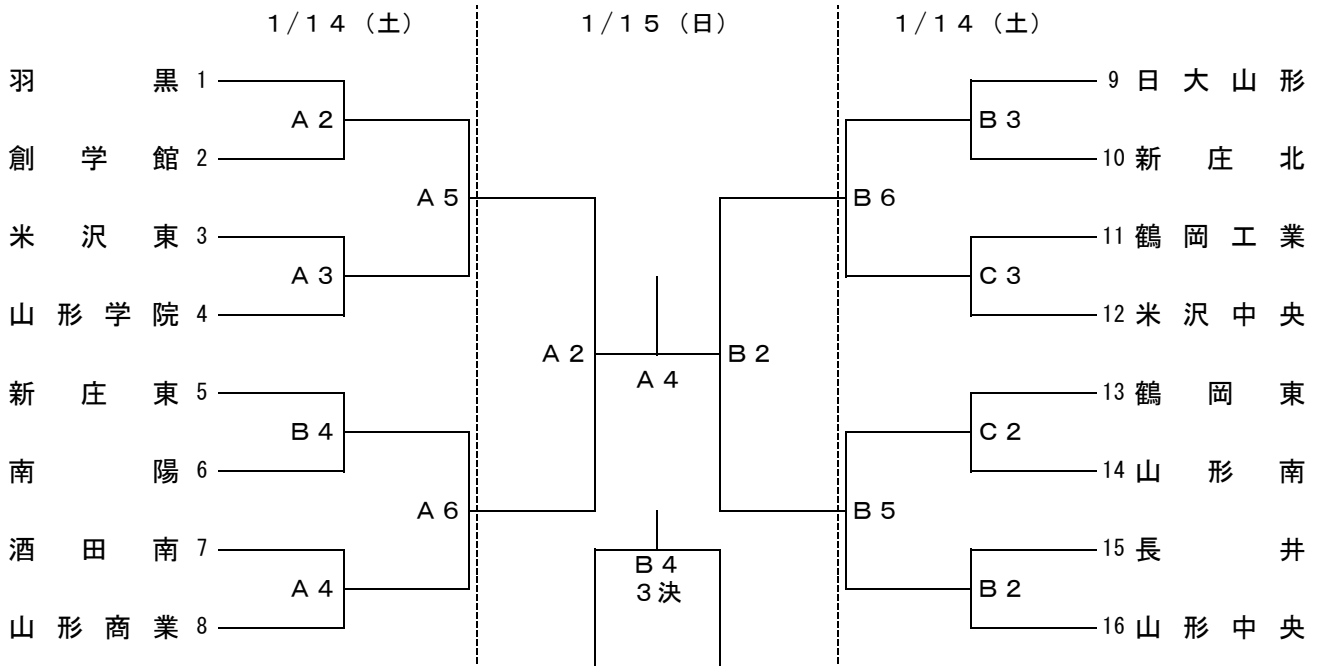 1/14（土） 1/15（日） 1/14（土）
羽黒 1 9 日大山形
A2 B3
創学館 2 10 新庄北
A5 B6
米沢東 3 11 鶴岡工業
A3 C3
山形学院 4 12 米沢中央
A2 B2
A4
新庄東 5 13 鶴岡東
B4 C2
南陽 6 14 山形南
A6 B5
酒田南 7 15 長井
B4
A4 3決 B2
山形商業 8 16 山形中央